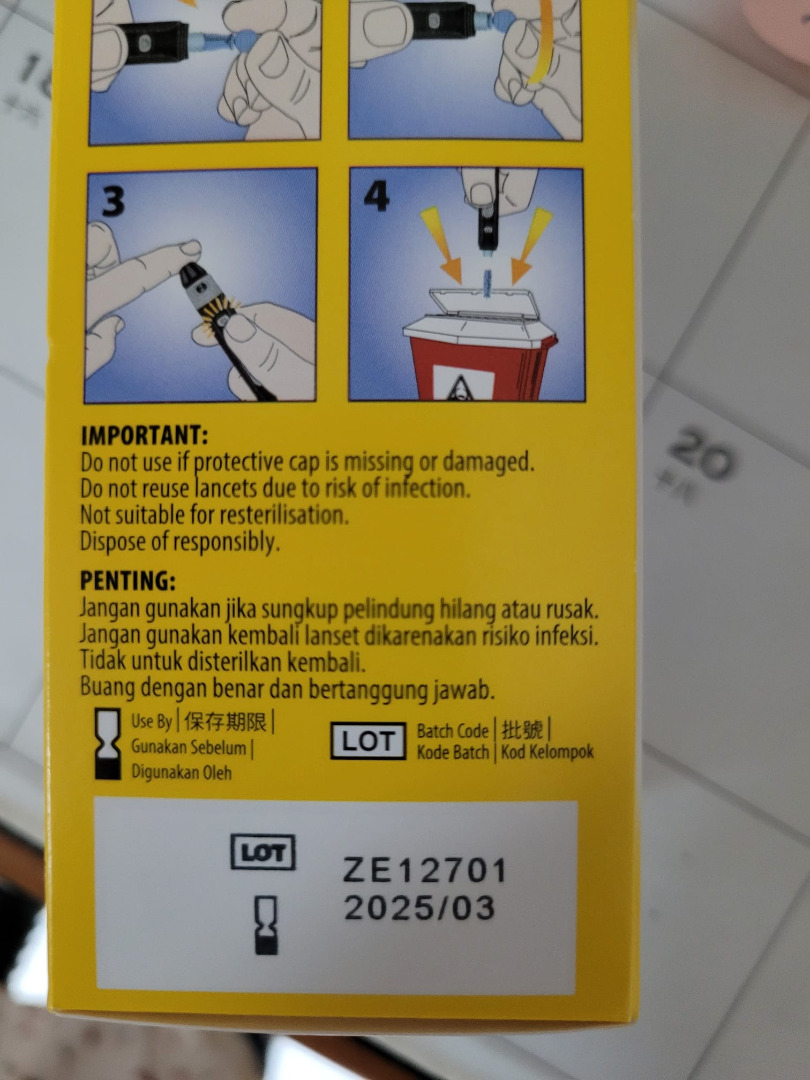 3
4
IMPORTANT:
Do not use if protective cap is missing or damaged.
Do not reuse lancets due to risk of infection.
Not suitable for resterilisation.
Dispose of responsibly.
PENTING:
Jangan gunakan jika sungkup pelindung hilang atau rusak.
Jangan gunakan kembali lanset dikarenakan risiko infeksi.
Tidak untuk disterilkan kembali.
Buang dengan benar dan bertanggung jawab.
Use By | 保存期限 |
Gunakan Sebelum |
Digunakan Oleh
LOT
Batch Code | 批號 |
Kode Batch | Kod Kelompok
LOT
ZE12701
2025/03
20